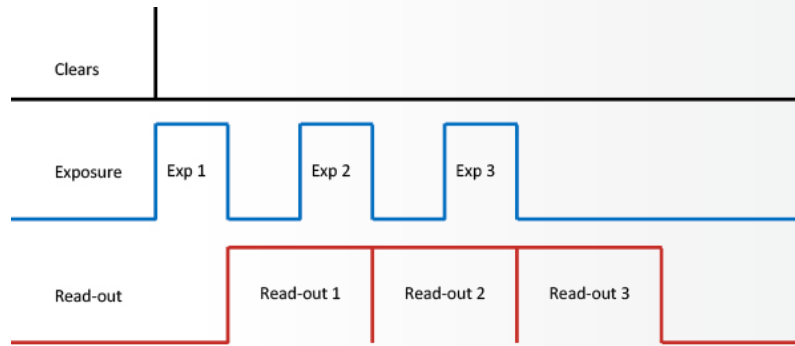 Clears
Exposure
Exp 1
Exp 2
Exp 3
Read-out
Read-out 1
Read-out 2
Read-out 3